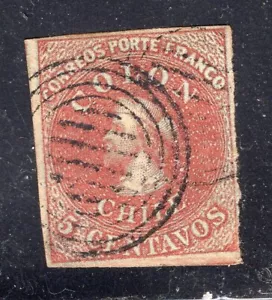 CORREOS PORTE FRANCO
COLON
CHILE
5 CENTAVOS